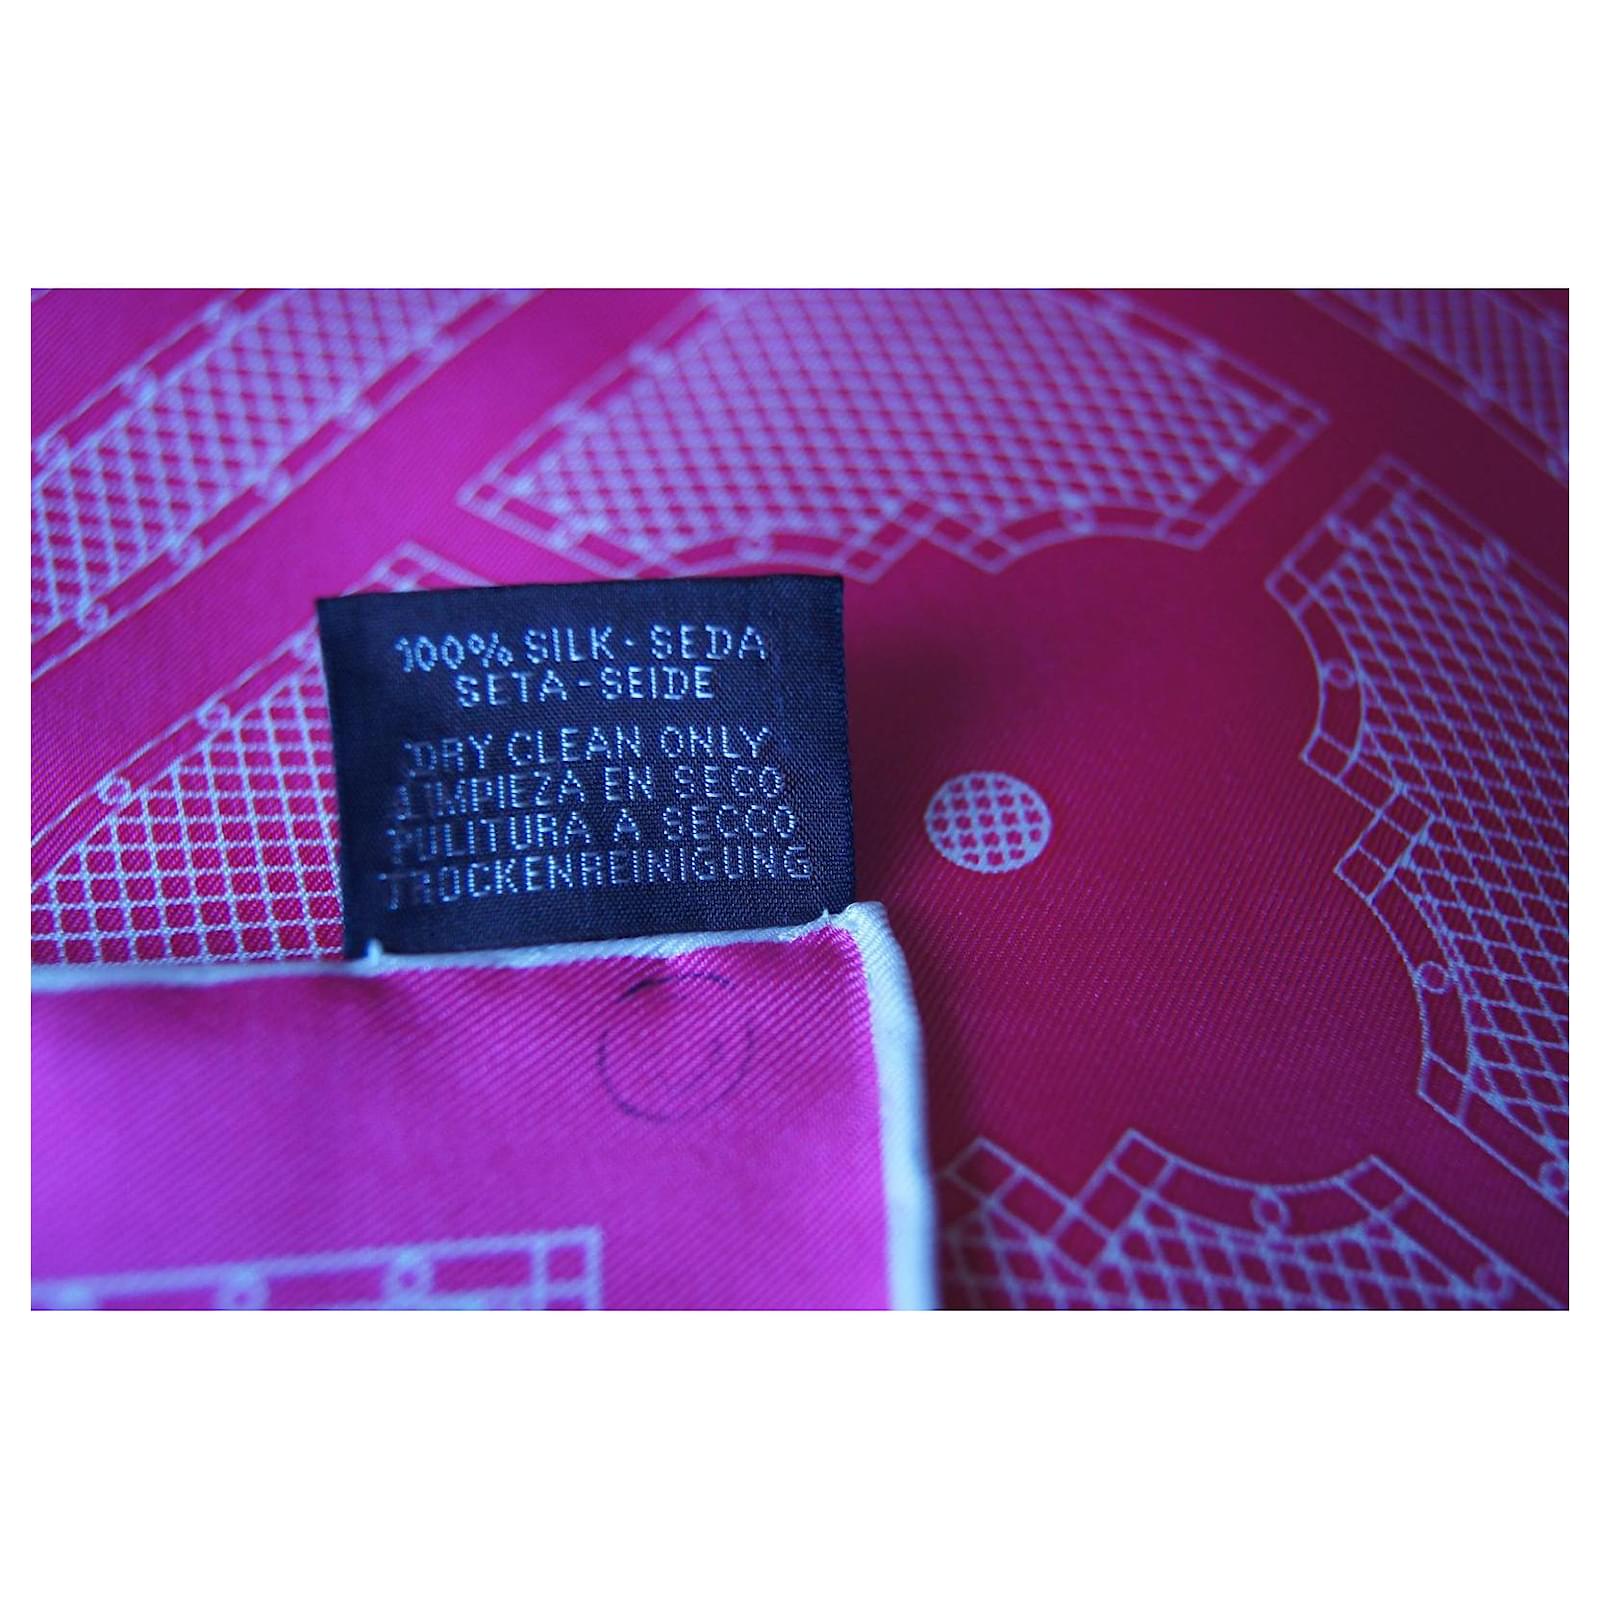 100% SILK · SEDA
SETA - SEIDE
DRY CLEAN ONLY
LIMPIEZA EN SECO
PULITURA A SECCO
TROCKENREINIGUNG